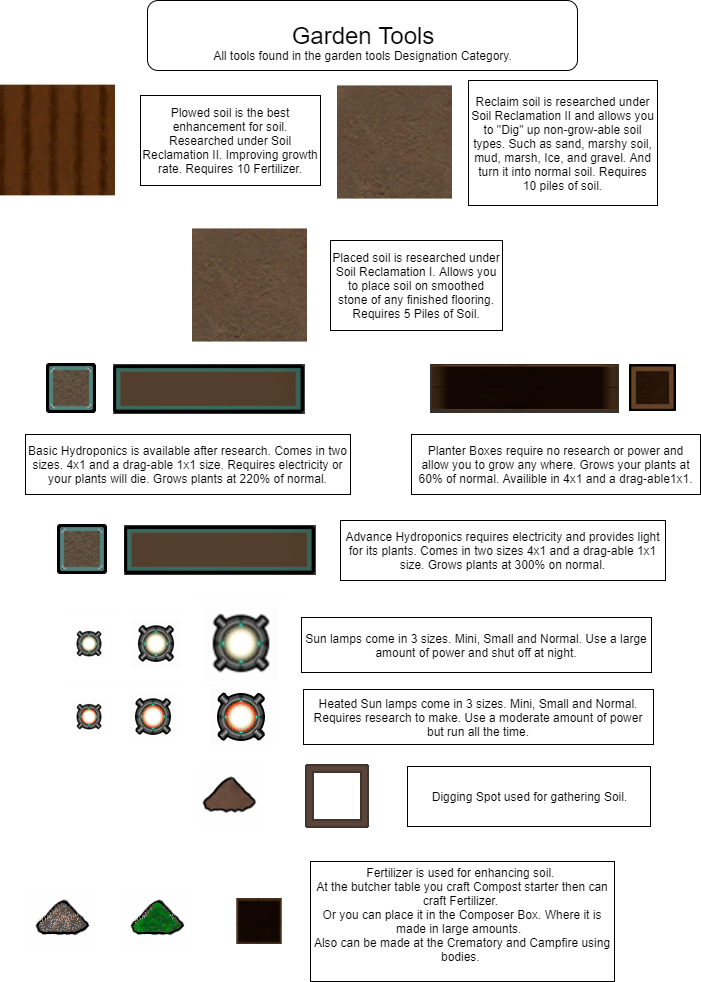 Garden Tools
All tools found in the garden tools Designation Category.
Plowed soil is the best
enhancement for soil.
Researched under Soil
Reclamation II. Improving growth
rate. Requires 10 Fertilizer.
Reclaim soil is researched under
Soil Reclamation II and allows you
to "Dig" up non-grow-able soil
types. Such as sand, marshy soil,
mud, marsh, Ice, and gravel. And
turn it into normal soil. Requires
10 piles of soil.
Placed soil is researched under
Soil Reclamation I. Allows you
to place soil on smoothed
stone of any finished flooring.
Requires 5 Piles of Soil.
Basic Hydroponics is available after research. Comes in two
sizes. 4x1 and a drag-able 1x1 size. Requires electricity or
your plants will die. Grows plants at 220% of normal.
Planter Boxes require no research or power and
allow you to grow any where. Grows your plants at
60% of normal. Availible in 4x1 and a drag-able1x1.
Advance Hydroponics requires electricity and provides light
for its plants. Comes in two sizes 4x1 and a drag-able 1x1
size. Grows plants at 300% on normal.
Sun lamps come in 3 sizes. Mini, Small and Normal. Use a large
amount of power and shut off at night.
Heated Sun lamps come in 3 sizes. Mini, Small and Normal.
Requires research to make. Use a moderate amount of power
but run all the time.
Digging Spot used for gathering Soil.
Fertilizer is used for enhancing soil.
At the butcher table you craft Compost starter then can
craft Fertilizer.
Or you can place it in the Composer Box. Where it is
made in large amounts.
Also can be made at the Crematory and Campfire using
bodies.